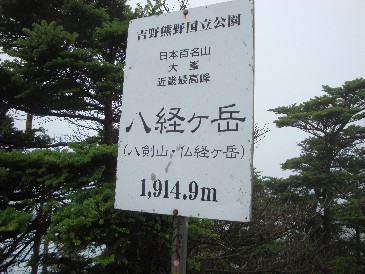 吉野熊野国立公園
日本百名山
大峯
近畿最高峰
八経ヶ岳
(八剣山・仏経ヶ岳)
1,914.9m